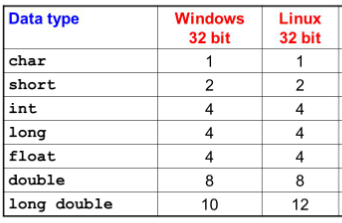 Data type Windows 32 bit Linux 32 bit
char 1 1
short 2 2
int 4 4
long 4 4
float 4 4
double 8 8
long double 10 12